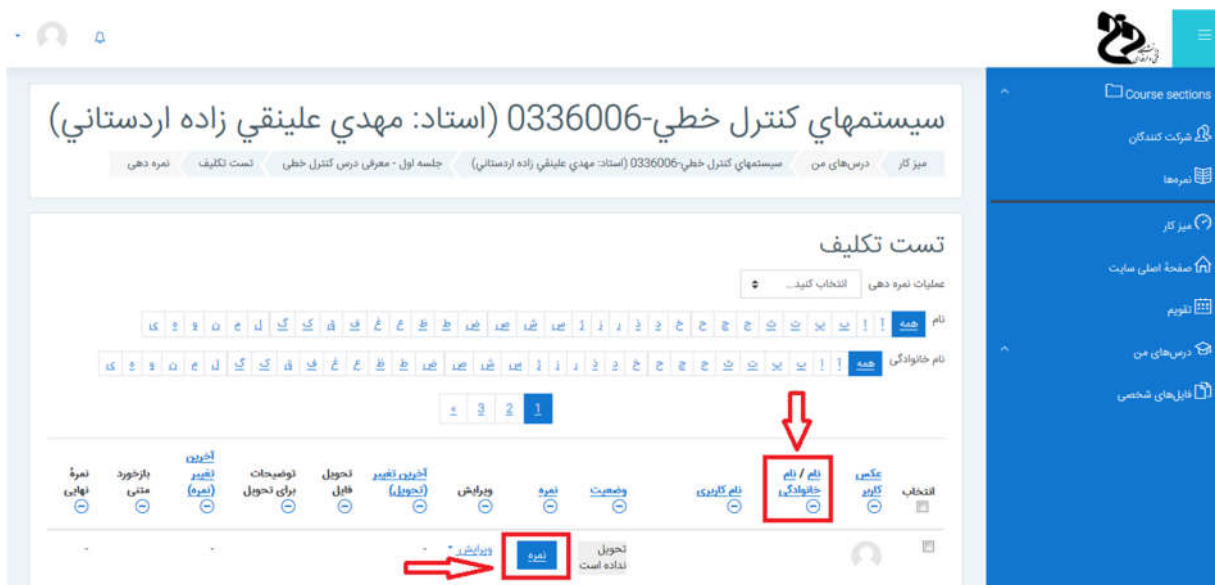 Course sections
شرکت کنندگان
نمره‌ها
میز کار
صفحهٔ اصلی سایت
تقویم
درس‌های من
فایل‌های شخصی
سيستمهاي کنترل خطي-0336006 (استاد: مهدي علينقي زاده اردستاني)
میز کار درس‌های من سيستمهاي کنترل خطي-0336006 (استاد: مهدي علينقي زاده اردستاني) جلسه اول - معرفی درس کنترل خطی تست تکلیف نمره دهی
تست تکلیف
عملیات نمره دهی انتخاب کنید...
نام همه آ ا ب پ ت ث ج چ ح خ د ذ ر ز ژ س ش ص ض ط ظ ع غ ف ق ک گ ل م ن و ه ی
نام خانوادگی همه آ ا ب پ ت ث ج چ ح خ د ذ ر ز ژ س ش ص ض ط ظ ع غ ف ق ک گ ل م ن و ه ی
1 2 3 »
انتخاب
عکس کاربر
نام / نام خانوادگی
نام کاربری
وضعیت
نمره
ویرایش
آخرین تغییر (تحویل)
تحویل فایل
توضیحات برای تحویل
آخرین تغییر (نمره)
بازخورد متنی
نمرهٔ نهایی
تحویل نداده است
نمره
ویرایش
- - -